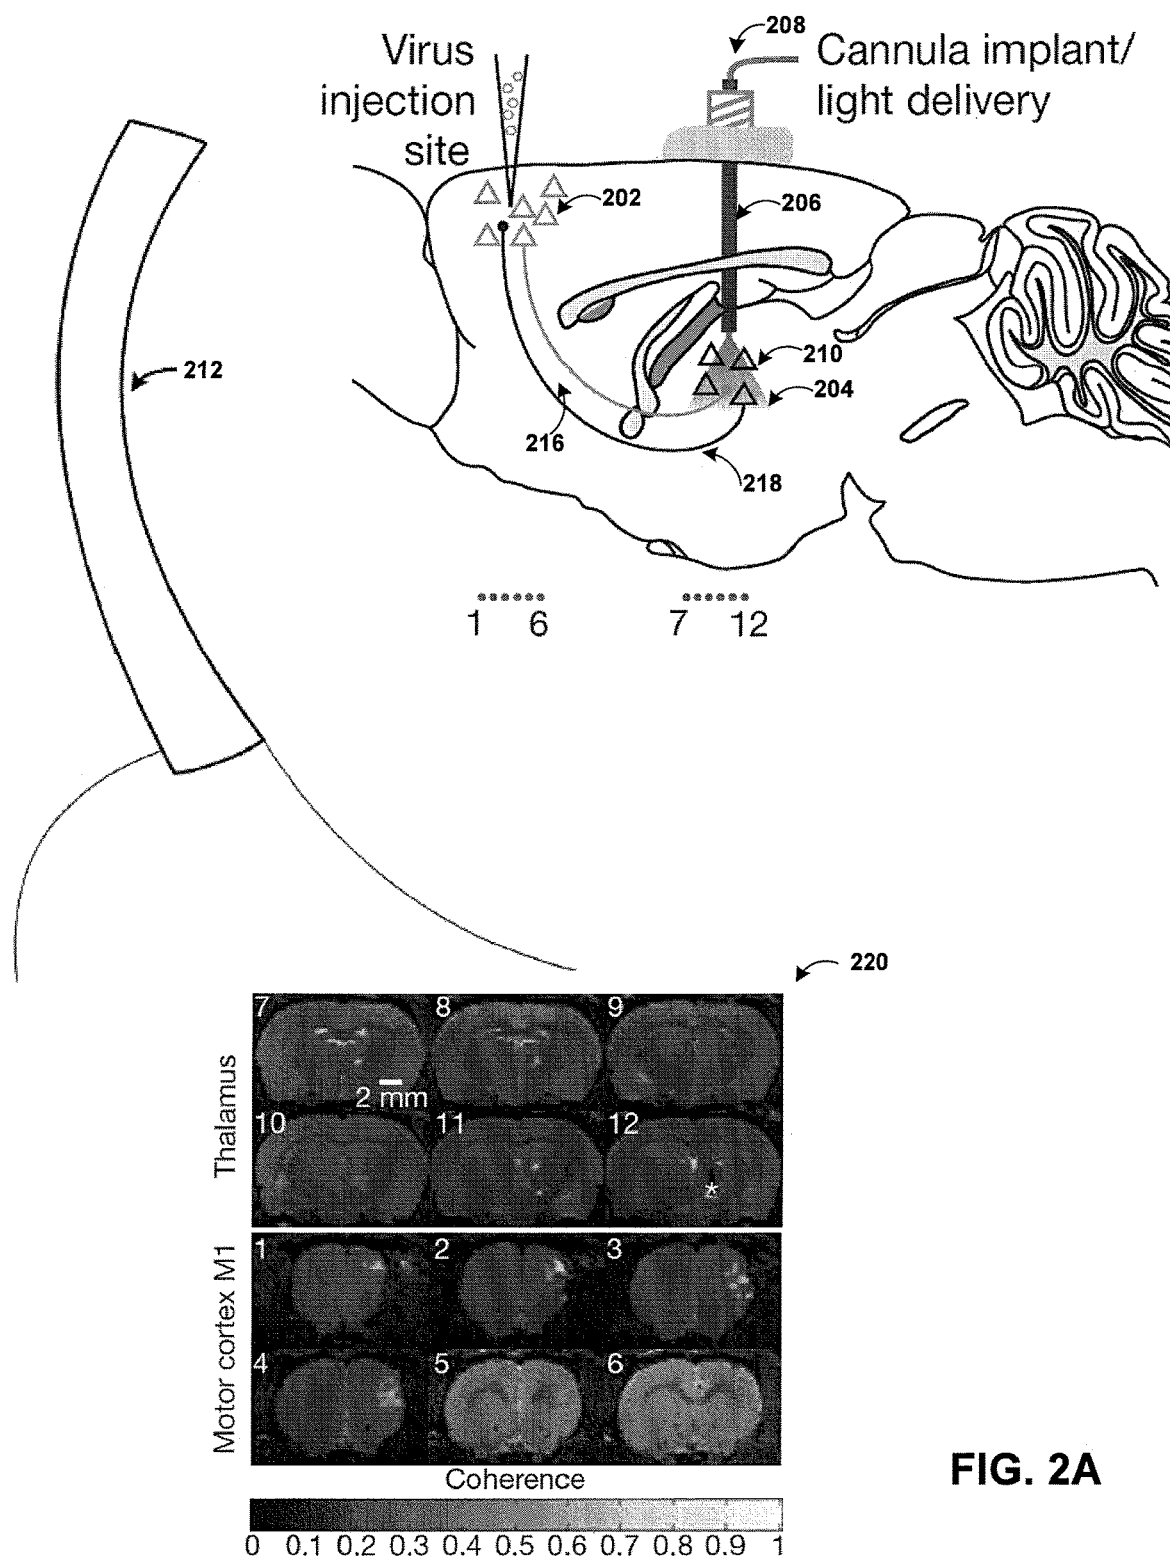 208
Virus
injection
site
Cannula implant/
light delivery
202
206
210
204
212
216
218
1 6 7 12
220
Thalamus
7 8 9
2 mm
10 11 12
*
Motor cortex M1
1 2 3
4 5 6
Coherence
0 0.1 0.2 0.3 0.4 0.5 0.6 0.7 0.8 0.9 1
FIG. 2A